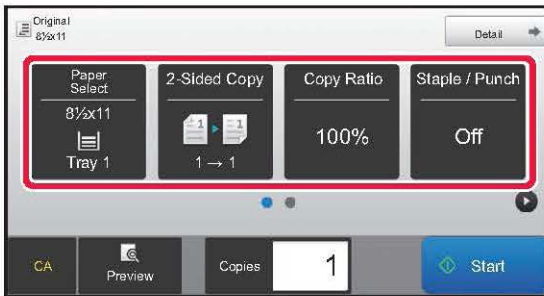 Original
8½x11
Detail
Paper
Select
8½x11
Tray 1
2-Sided Copy
1 → 1
Copy Ratio
100%
Staple / Punch
Off
CA
Preview
Copies
1
Start